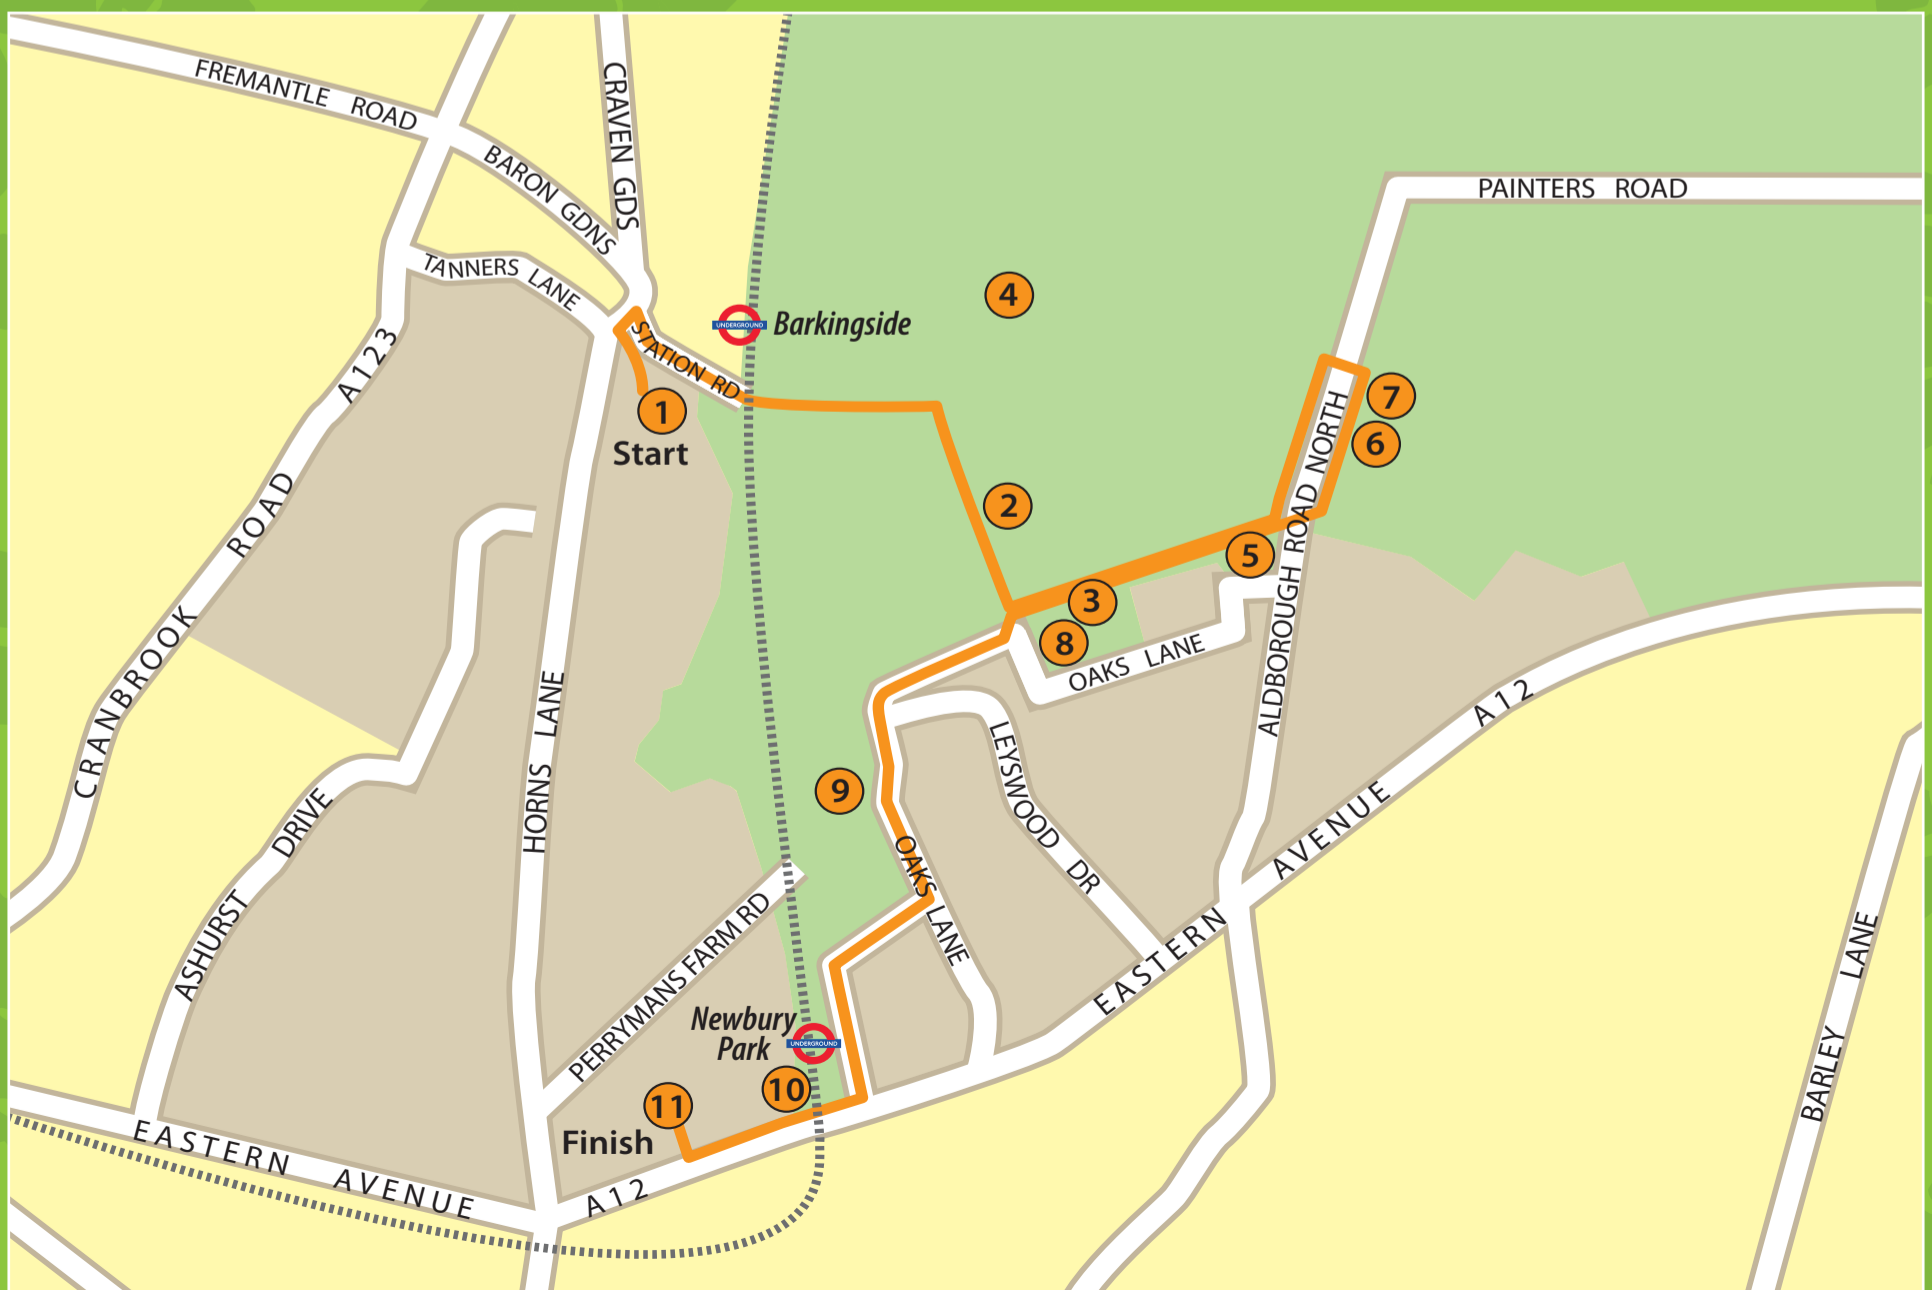 FREMANTLE ROAD
CRAVEN GDS
BARON GDNS
TANNERS LANE
PAINTERS ROAD
UNDERGROUND
Barkingside
4
STATION RD
A123
1
Start
7
6
2
5
3
8
ALDBOROUGH ROAD NORTH
OAKS LANE
CRANBROOK ROAD
HORNS LANE
A12
LEYSWOOD DR
9
OAKS LANE
ASHURST DRIVE
EASTERN AVENUE
PERRYMANS FARM RD
BARLEY LANE
Newbury
Park
UNDERGROUND
10
11
Finish
EASTERN AVENUE
A12